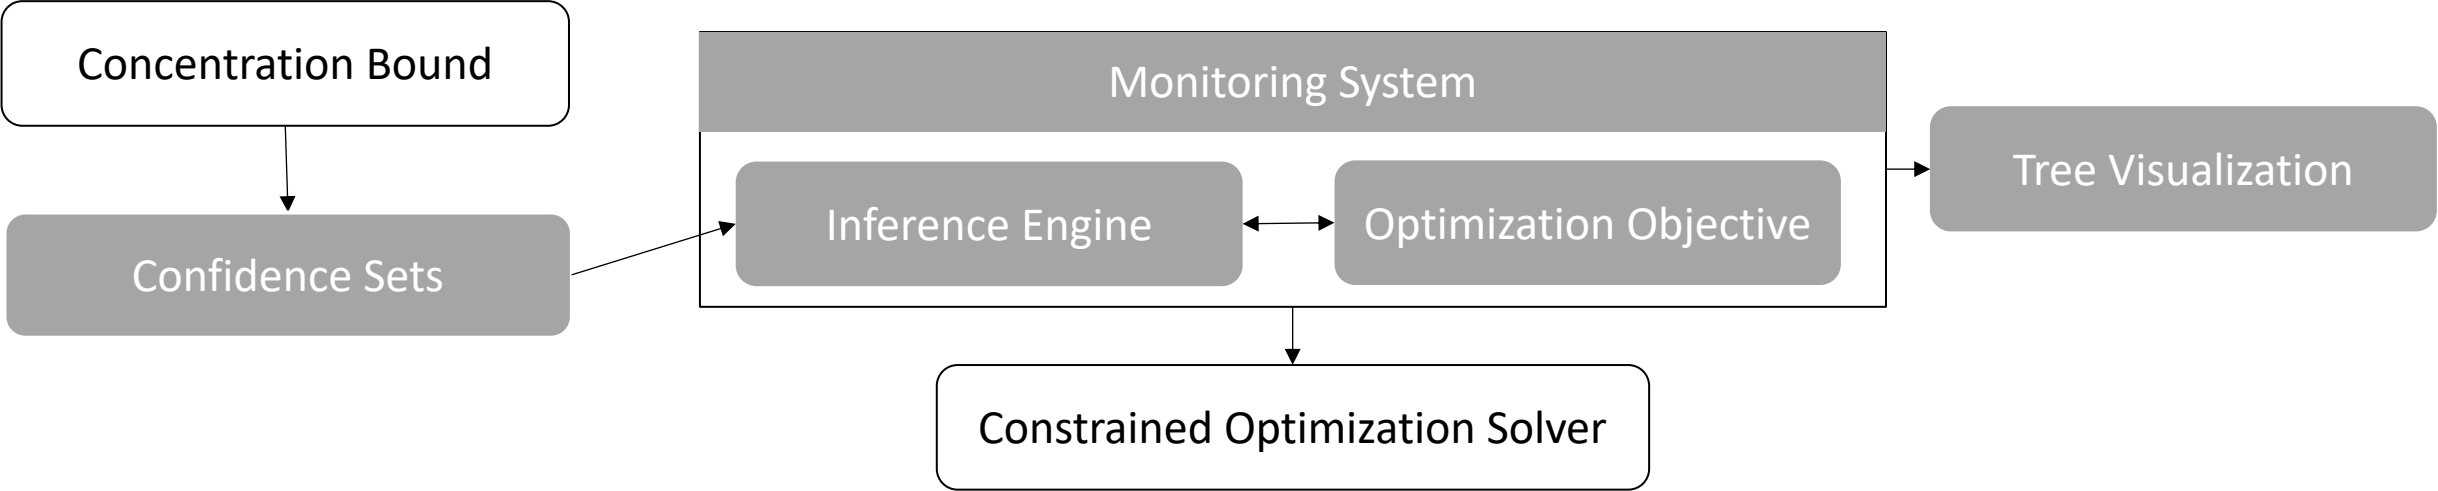 Concentration Bound
Confidence Sets
Monitoring System
Inference Engine
Optimization Objective
Tree Visualization
Constrained Optimization Solver